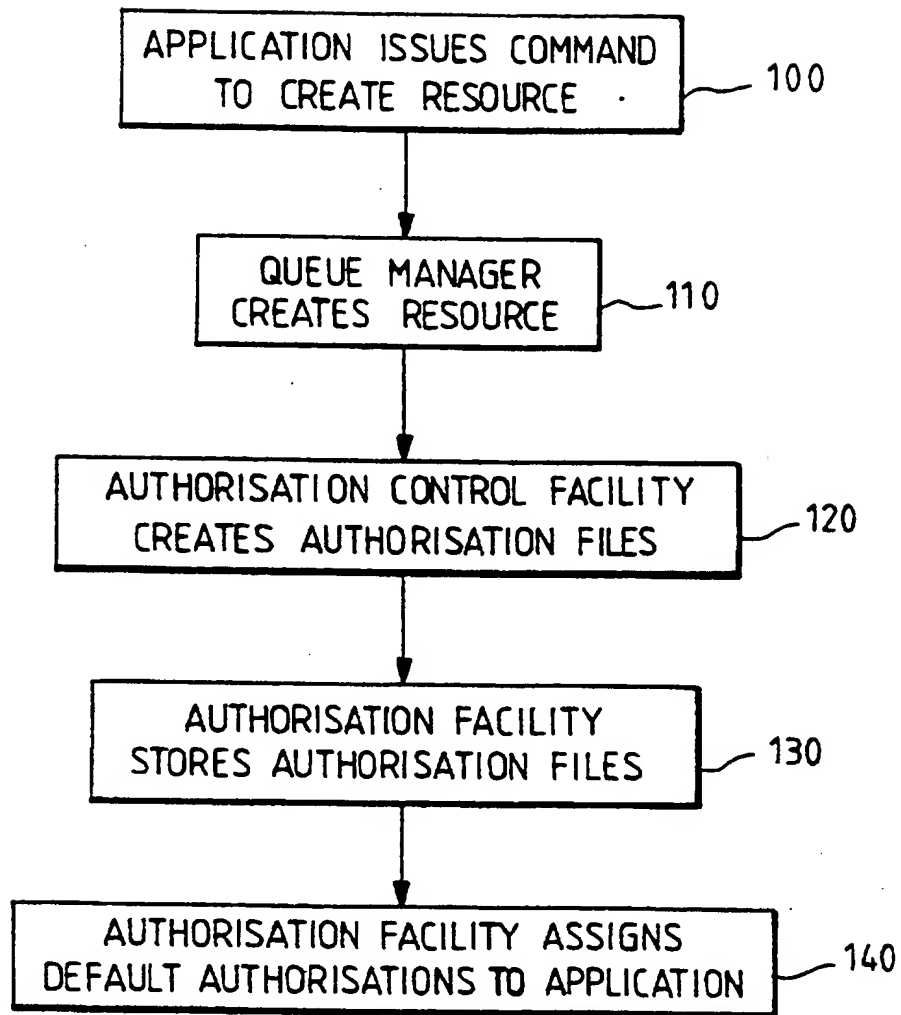 APPLICATION ISSUES COMMAND
TO CREATE RESOURCE
100
QUEUE MANAGER
CREATES RESOURCE
110
AUTHORISATION CONTROL FACILITY
CREATES AUTHORISATION FILES
120
AUTHORISATION FACILITY
STORES AUTHORISATION FILES
130
AUTHORISATION FACILITY ASSIGNS
DEFAULT AUTHORISATIONS TO APPLICATION
140